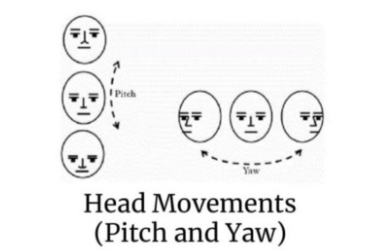 Pitch
Yaw
Head Movements
(Pitch and Yaw)